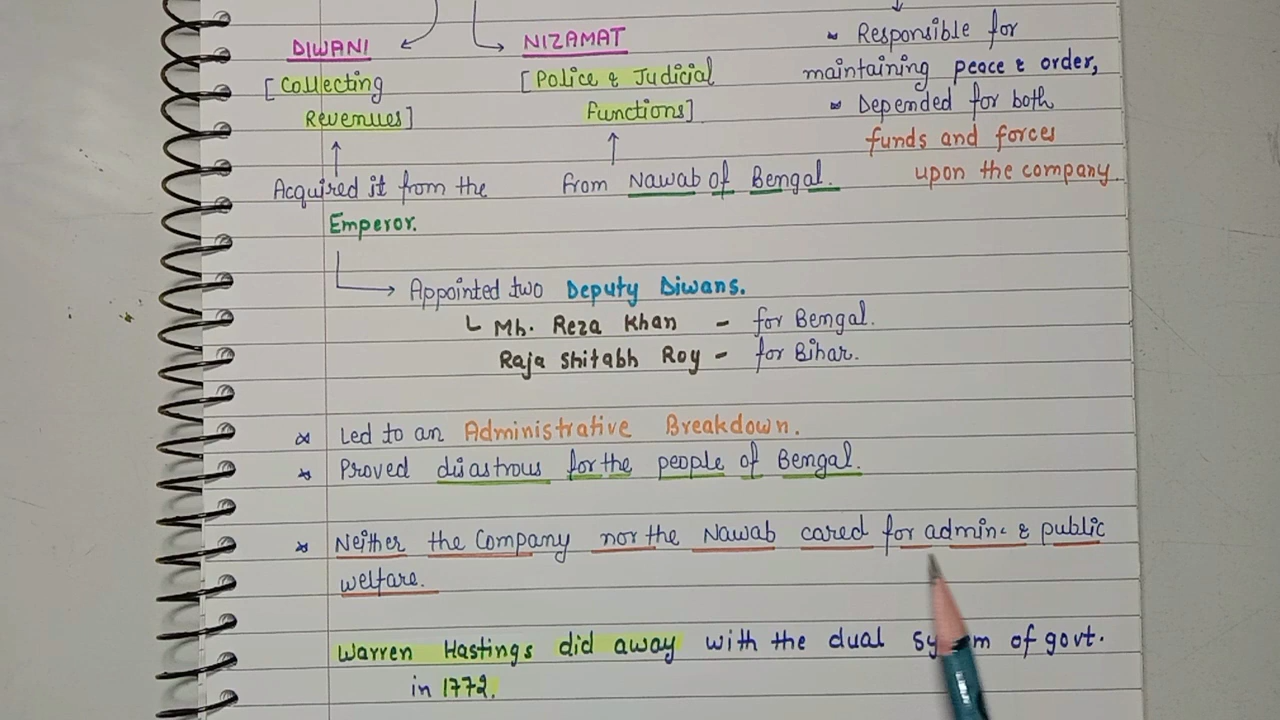 DIWANI
[Collecting
Revenues]
Acquired it from the
Emperor.
NIZAMAT
[Police & Judicial
Functions]
from Nawab of Bengal.
Responsible for
maintaining peace & order,
Depended for both
funds and forces
upon the company
Appointed two Deputy Diwans.
Mh. Reza Khan - for Bengal.
Raja Shitabh Roy - for Bihar.
Led to an Administrative Breakdown.
Proved disastrous for the people of Bengal.
Neither the Company nor the Nawab cared for admin. & public
welfare.
Warren Hastings did away with the dual system of govt.
in 1772.